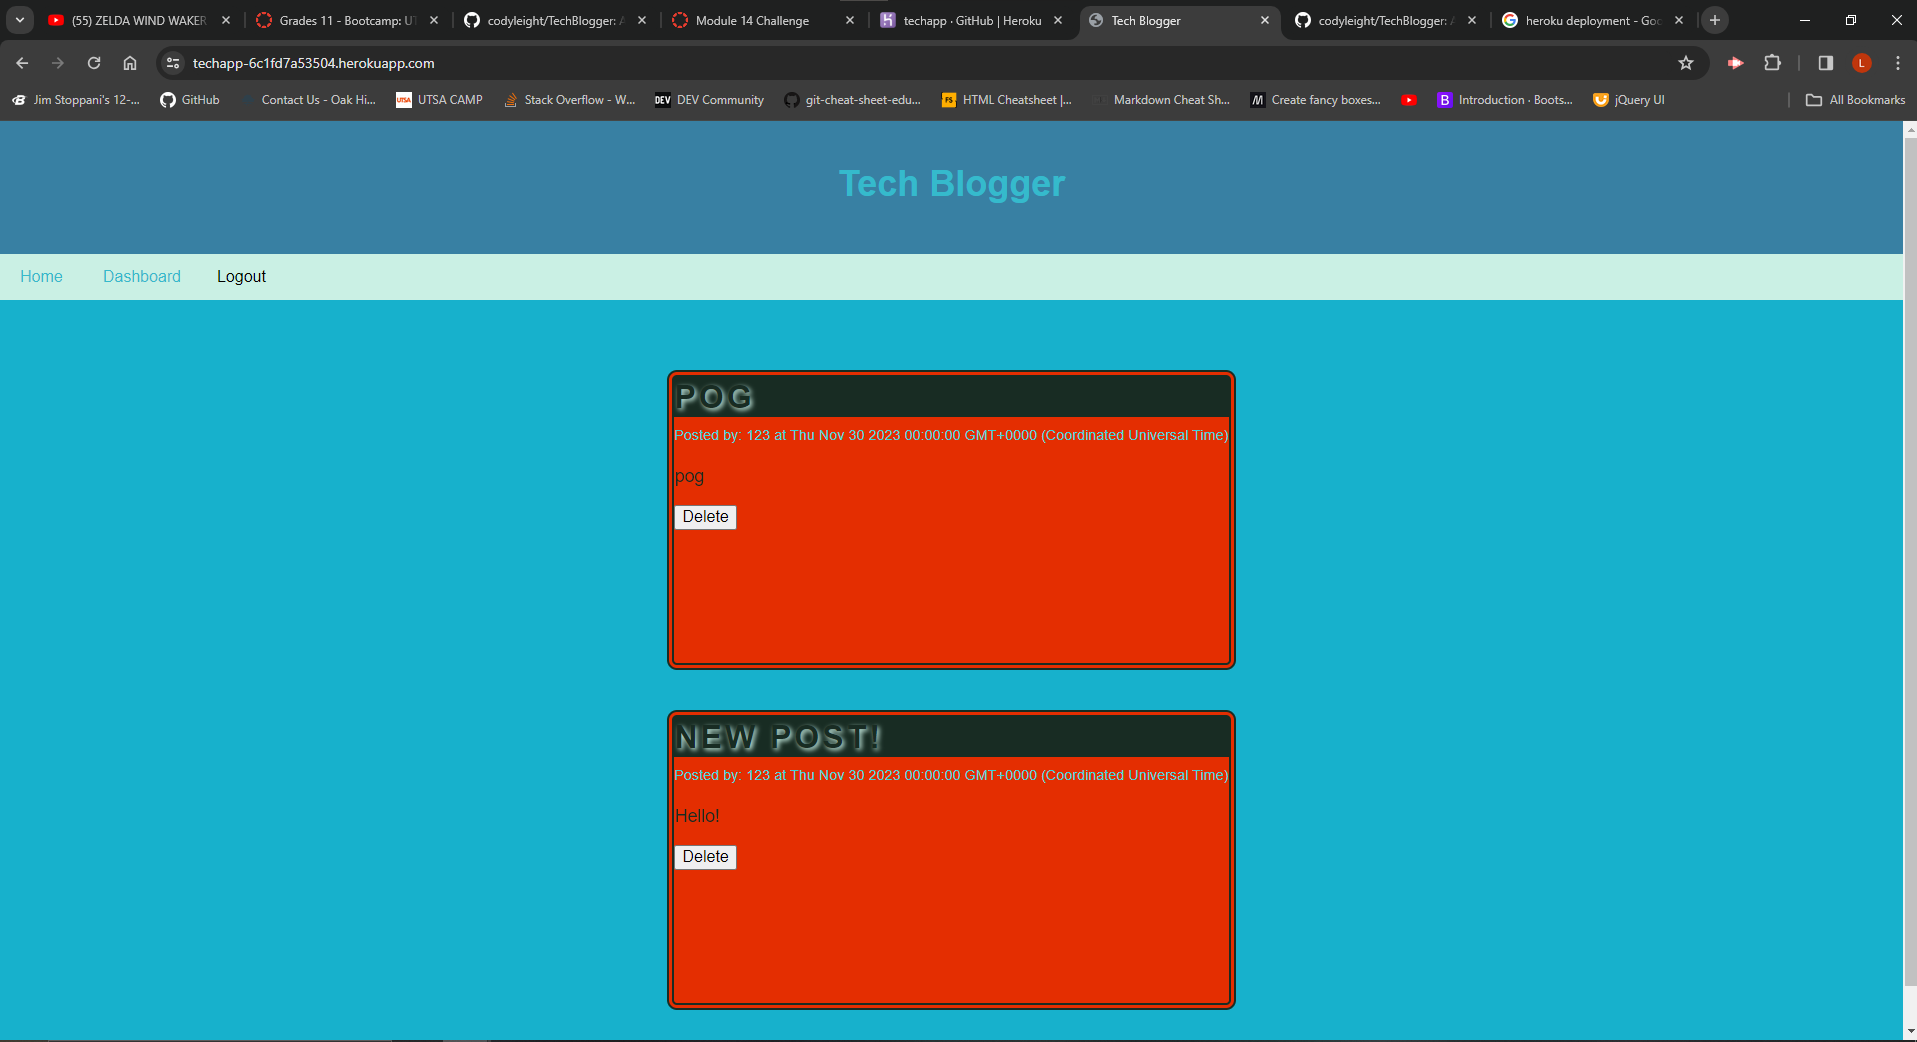 (55) ZELDA WIND WAKER
Grades 11 - Bootcamp: UT
codyleight/TechBlogger: A
Module 14 Challenge
techapp · GitHub | Heroku
Tech Blogger
codyleight/TechBlogger: A
heroku deployment - Goo
techapp-6c1fd7a53504.herokuapp.com
L
Jim Stoppani's 12-...
GitHub
Contact Us - Oak Hi...
UTSA
UTSA CAMP
Stack Overflow - W...
DEV
DEV Community
git-cheat-sheet-edu...
FS
HTML Cheatsheet |...
Markdown Cheat Sh...
M
Create fancy boxes...
B
Introduction · Boots...
jQuery UI
All Bookmarks
Tech Blogger
Home Dashboard Logout
POG
Posted by: 123 at Thu Nov 30 2023 00:00:00 GMT+0000 (Coordinated Universal Time)
pog
Delete
NEW POST!
Posted by: 123 at Thu Nov 30 2023 00:00:00 GMT+0000 (Coordinated Universal Time)
Hello!
Delete